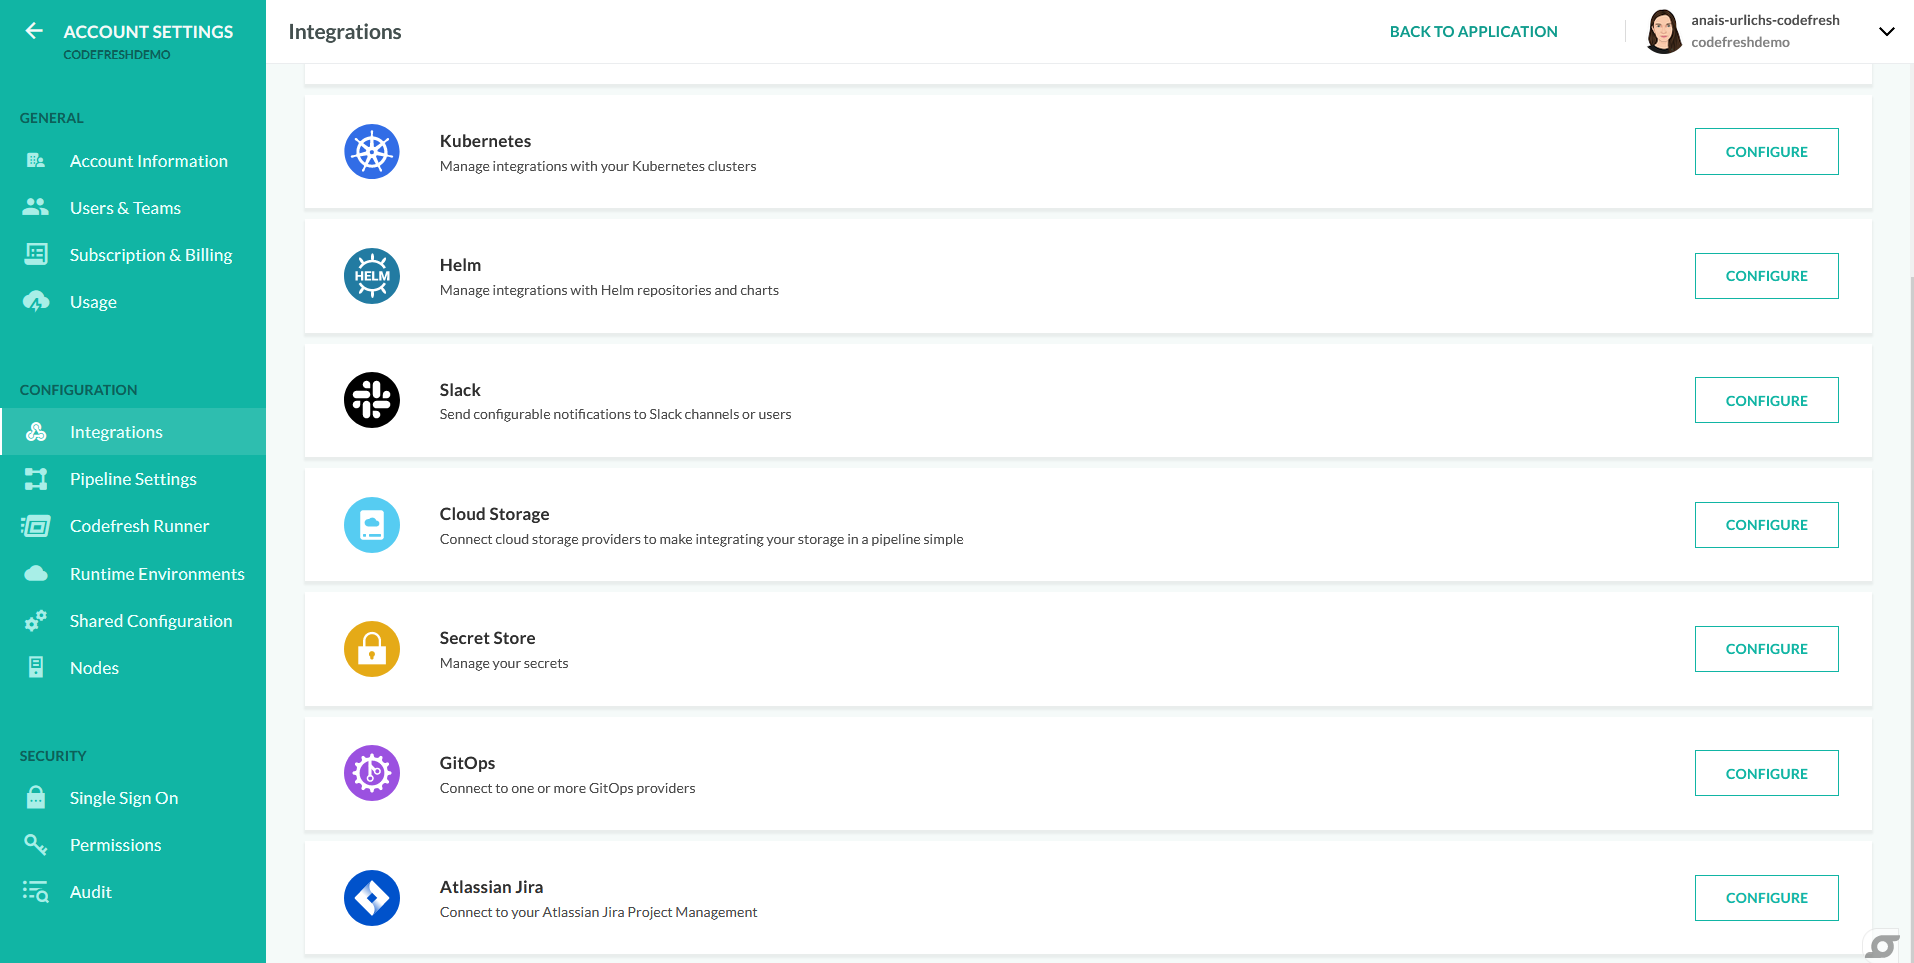 ACCOUNT SETTINGS
CODEFRESHDEMO
GENERAL
Account Information
Users & Teams
Subscription & Billing
Usage
CONFIGURATION
Integrations
Pipeline Settings
Codefresh Runner
Runtime Environments
Shared Configuration
Nodes
SECURITY
Single Sign On
Permissions
Audit
Integrations
BACK TO APPLICATION
anais-urlichs-codefresh
codefreshdemo
Kubernetes
Manage integrations with your Kubernetes clusters
CONFIGURE
HELM
Helm
Manage integrations with Helm repositories and charts
CONFIGURE
Slack
Send configurable notifications to Slack channels or users
CONFIGURE
Cloud Storage
Connect cloud storage providers to make integrating your storage in a pipeline simple
CONFIGURE
Secret Store
Manage your secrets
CONFIGURE
GitOps
Connect to one or more GitOps providers
CONFIGURE
Atlassian Jira
Connect to your Atlassian Jira Project Management
CONFIGURE